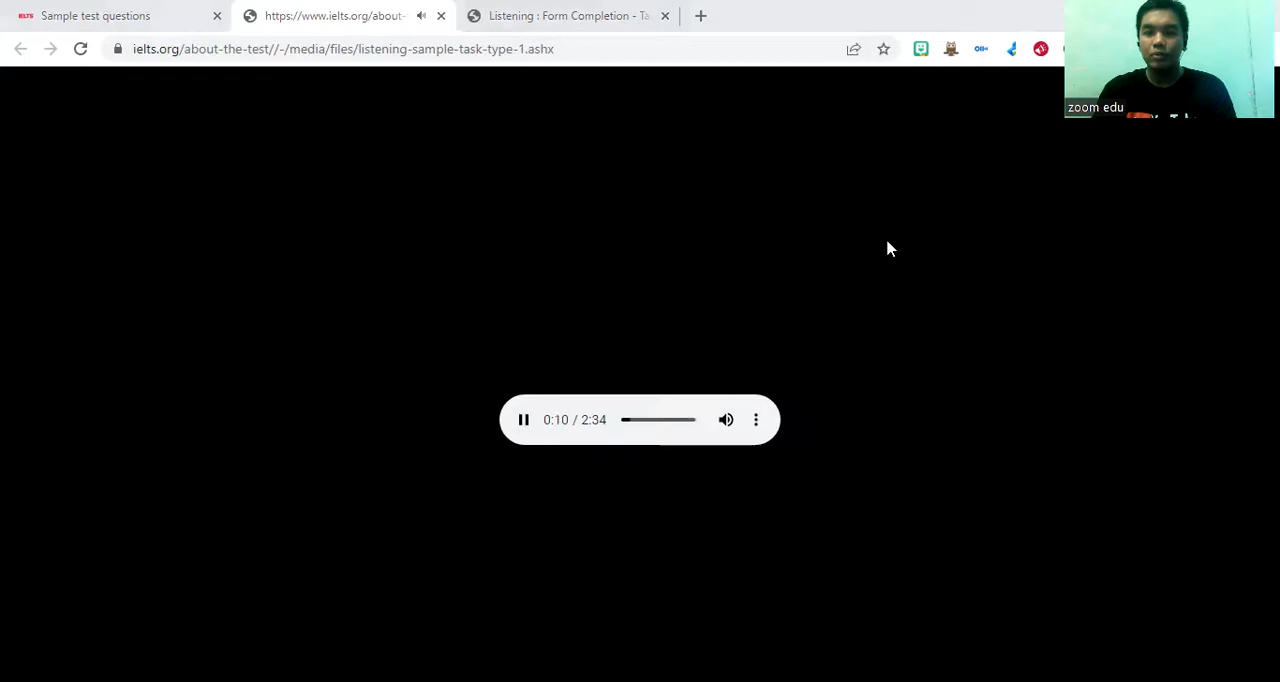 IELTS Sample test questions
https://www.ielts.org/about-
Listening : Form Completion - Ta
ielts.org/about-the-test//-/media/files/listening-sample-task-type-1.ashx
zoom edu
0:10 / 2:34